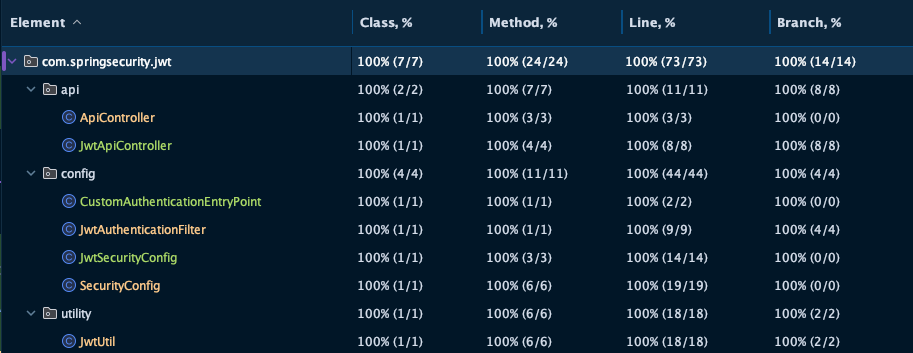 Element Class, % Method, % Line, % Branch, %
com.springsecurity.jwt 100% (7/7) 100% (24/24) 100% (73/73) 100% (14/14)
api 100% (2/2) 100% (7/7) 100% (11/11) 100% (8/8)
ApiController 100% (1/1) 100% (3/3) 100% (3/3) 100% (0/0)
JwtApiController 100% (1/1) 100% (4/4) 100% (8/8) 100% (8/8)
config 100% (4/4) 100% (11/11) 100% (44/44) 100% (4/4)
CustomAuthenticationEntryPoint 100% (1/1) 100% (1/1) 100% (2/2) 100% (0/0)
JwtAuthenticationFilter 100% (1/1) 100% (1/1) 100% (9/9) 100% (4/4)
JwtSecurityConfig 100% (1/1) 100% (3/3) 100% (14/14) 100% (0/0)
SecurityConfig 100% (1/1) 100% (6/6) 100% (19/19) 100% (0/0)
utility 100% (1/1) 100% (6/6) 100% (18/18) 100% (2/2)
JwtUtil 100% (1/1) 100% (6/6) 100% (18/18) 100% (2/2)